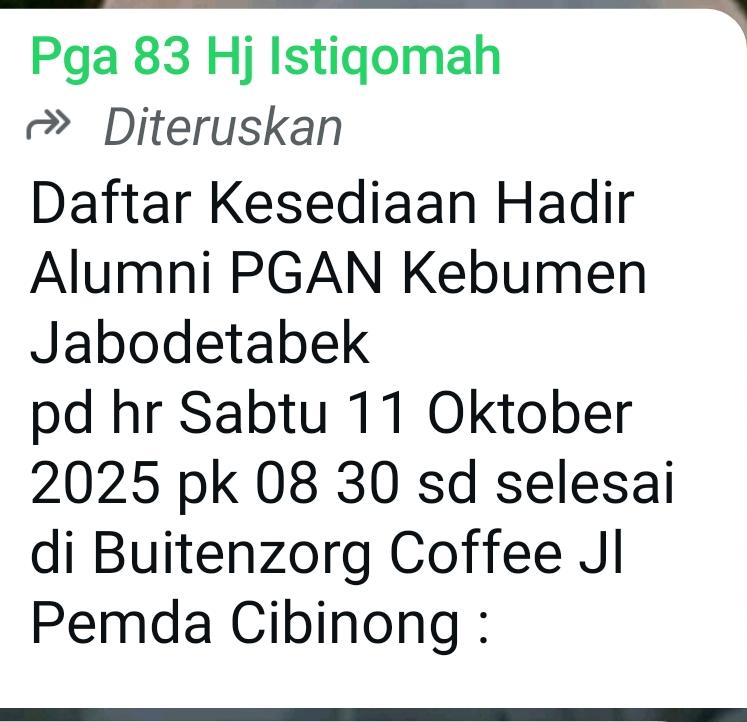 Pga 83 Hj Istiqomah
Diteruskan
Daftar Kesediaan Hadir
Alumni PGAN Kebumen
Jabodetabek
pd hr Sabtu 11 Oktober
2025 pk 08 30 sd selesai
di Buitenzorg Coffee Jl
Pemda Cibinong :